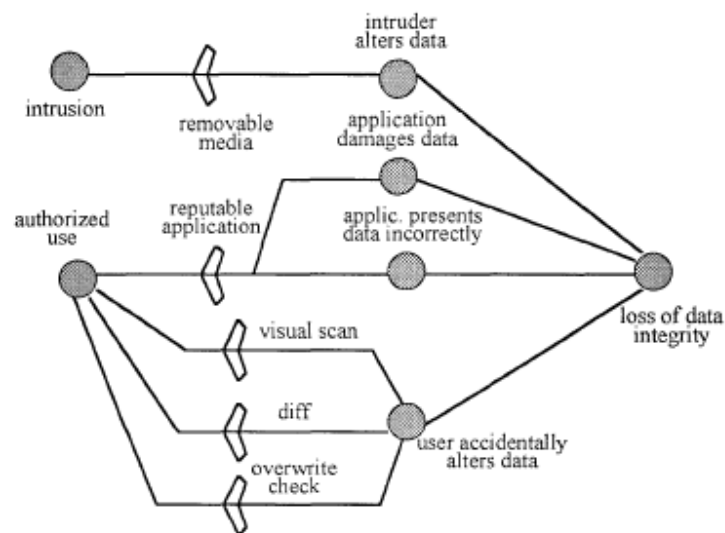 intruder
alters data
intrusion
removable
media
application
damages data
authorized
use
reputable
application
applic. presents
data incorrectly
loss of data
integrity
visual scan
diff
user accidentally
alters data
overwrite
check